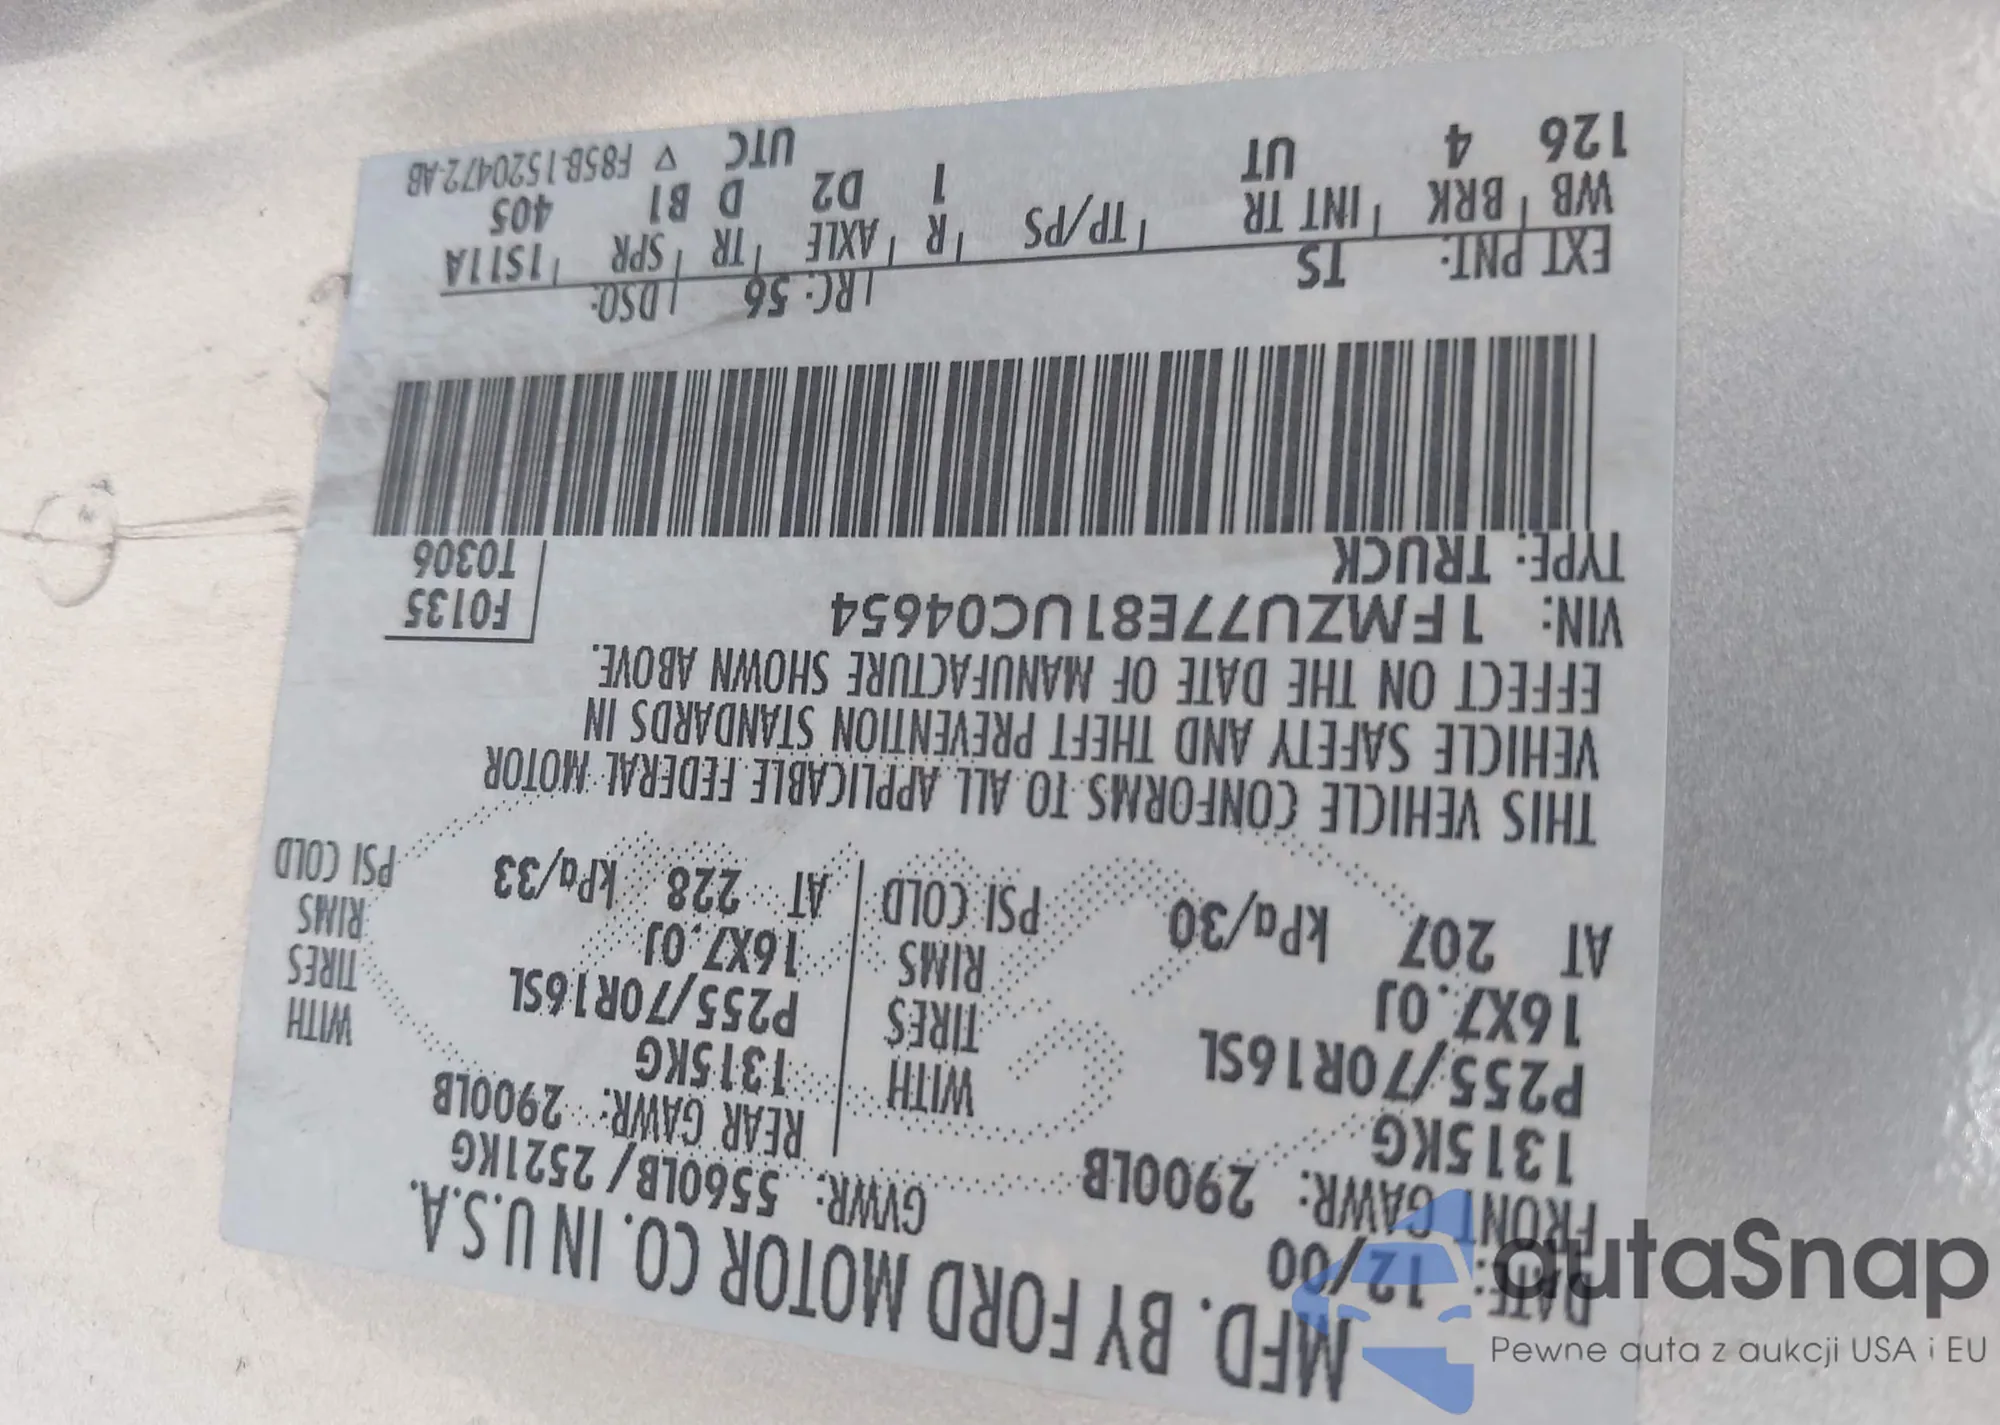 MFD. BY FORD MOTOR CO. IN U.S.A.
DATE: 12/00
GVWR: 5560LB/ 2521KG
FRONT GAWR: 2900LB
1315KG
P255/70R16SL
16X7.0J
AT 207 kPa/30
WITH
TIRES
RIMS
PSI COLD
REAR GAWR: 2900LB
1315KG
P255/70R16SL
16X7.0J
AT 228 kPa/33
WITH
TIRES
RIMS
PSI COLD
THIS VEHICLE CONFORMS TO ALL APPLICABLE FEDERAL MOTOR
VEHICLE SAFETY AND THEFT PREVENTION STANDARDS IN
EFFECT ON THE DATE OF MANUFACTURE SHOWN ABOVE.
VIN: 1FMZU77E81UC04654
TYPE: TRUCK
F0135
T0306
EXT PNT: TS RC: 56 DSO:
WB BRK INT TR TP/PS R AXLE TR SPR 1S11A
126 4 UT 1 D2 D B1 405
UTC ▽ F85B-1520472-AB
autaSnap
Pewne auta z aukcji USA i EU